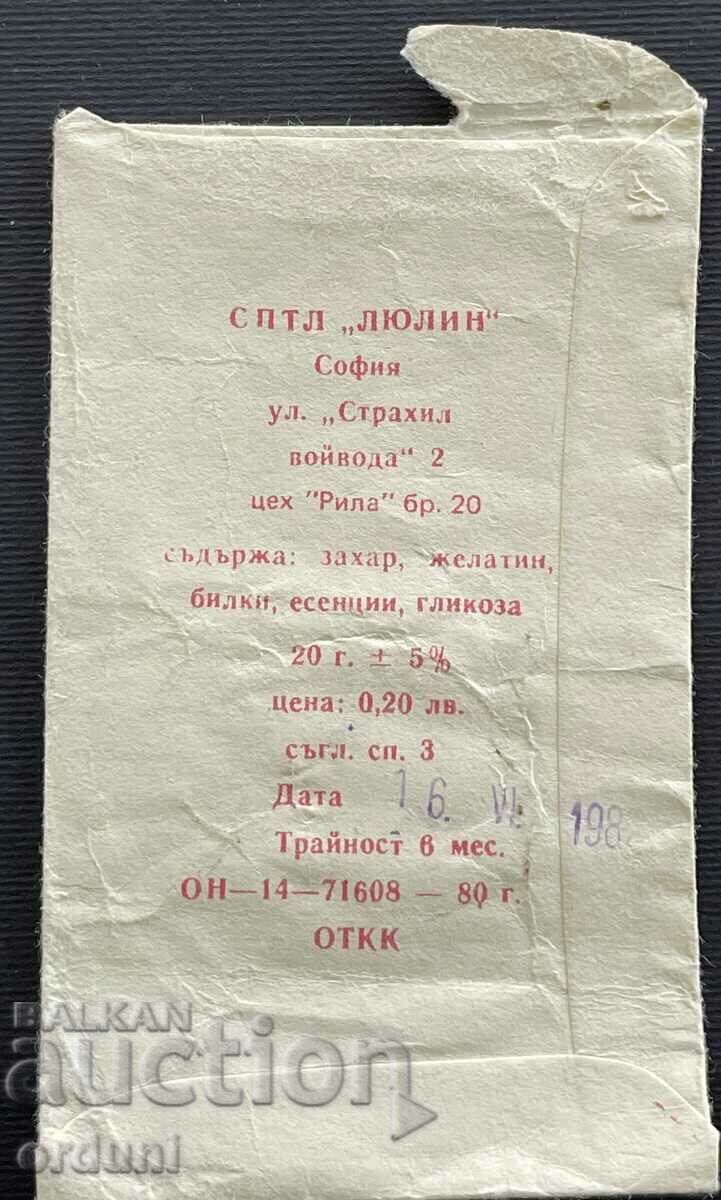 СПТЛ „ЛЮЛИН“
София
ул. „Страхил
войвода“ 2
цех "Рила" бр. 20
съдържа: захар, желатин,
билки, есенции, гликоза
20 г. ± 5%
цена: 0,20 лв.
съгл. сп. 3
Дата 16. VI. 198
Трайност 6 мес.
ОН—14—71608 — 80 г.
ОТКК
BALKAN
auction
orduni